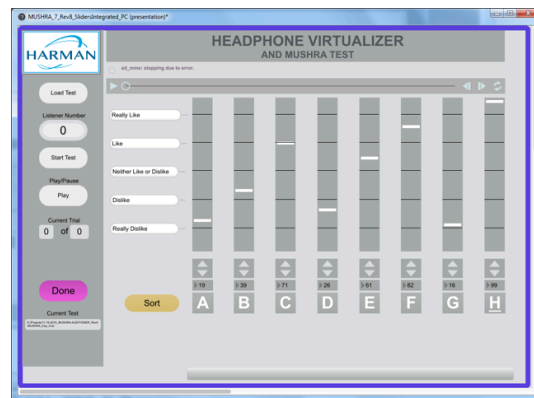 MUSHRA_7_Rev8_SlidersIntegrated_PC (presentation)*
HARMAN
HEADPHONE VIRTUALIZER
AND MUSHRA TEST
ad_mme: stopping due to error.
Load Test
Listener Number
0
Start Test
Play/Pause
Play
Current Trial
0 of 0
Done
Current Test
Really Like
Like
Neither Like or Dislike
Dislike
Really Dislike
19 39 71 26 61 82 16 99
Sort A B C D E F G H